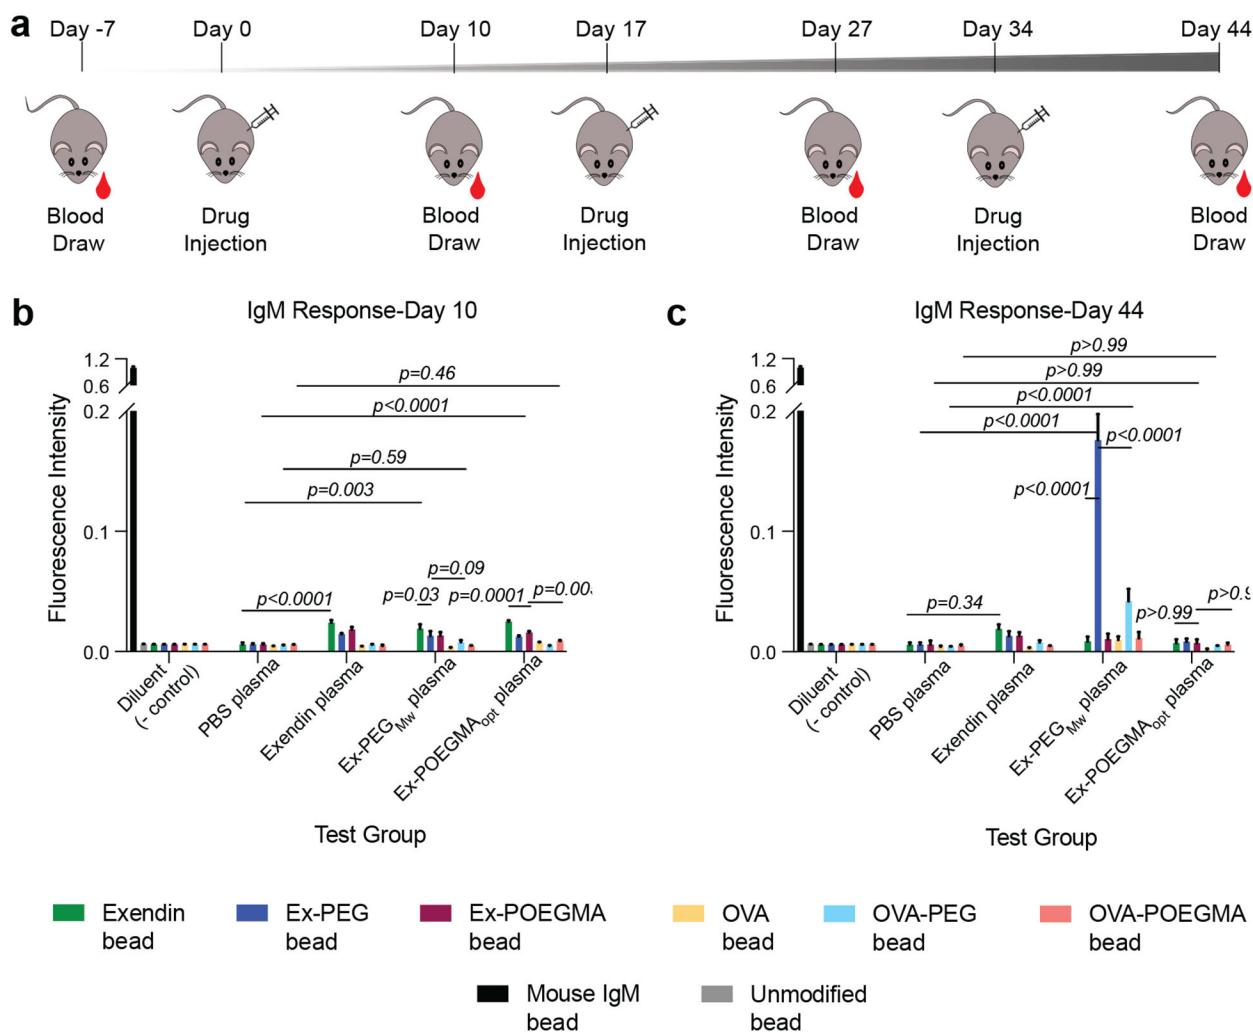 a
Day -7 Day 0 Day 10 Day 17 Day 27 Day 34 Day 44
Blood Draw
Drug Injection
Blood Draw
Drug Injection
Blood Draw
Drug Injection
Blood Draw
b
IgM Response-Day 10
Fluorescence Intensity
1.2
0.6
0.2
0.1
0.0
p=0.46
p<0.0001
p=0.59
p=0.003
p=0.09
p<0.0001
p=0.03
p=0.0001
Diluent
(- control)
PBS plasma
Exendin plasma
Ex-PEG_Mw plasma
Ex-POEGMA_opt plasma
Test Group
c
IgM Response-Day 44
Fluorescence Intensity
1.2
0.6
0.2
0.1
0.0
p>0.99
p>0.99
p<0.0001
p<0.0001
p<0.0001
p<0.0001
p=0.34
p>0.99
Diluent
(- control)
PBS plasma
Exendin plasma
Ex-PEG_Mw plasma
Ex-POEGMA_opt plasma
Test Group
Exendin
bead
Ex-PEG
bead
Ex-POEGMA
bead
OVA
bead
OVA-PEG
bead
OVA-POEGMA
bead
Mouse IgM
bead
Unmodified
bead